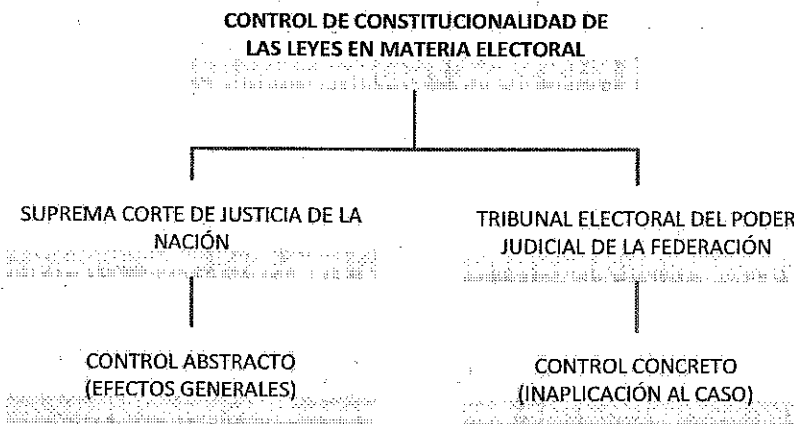 CONTROL DE CONSTITUCIONALIDAD DE
LAS LEYES EN MATERIA ELECTORAL
SUPREMA CORTE DE JUSTICIA DE LA
NACIÓN
TRIBUNAL ELECTORAL DEL PODER
JUDICIAL DE LA FEDERACIÓN
CONTROL ABSTRACTO
(EFECTOS GENERALES)
CONTROL CONCRETO
(INAPLICACIÓN AL CASO)